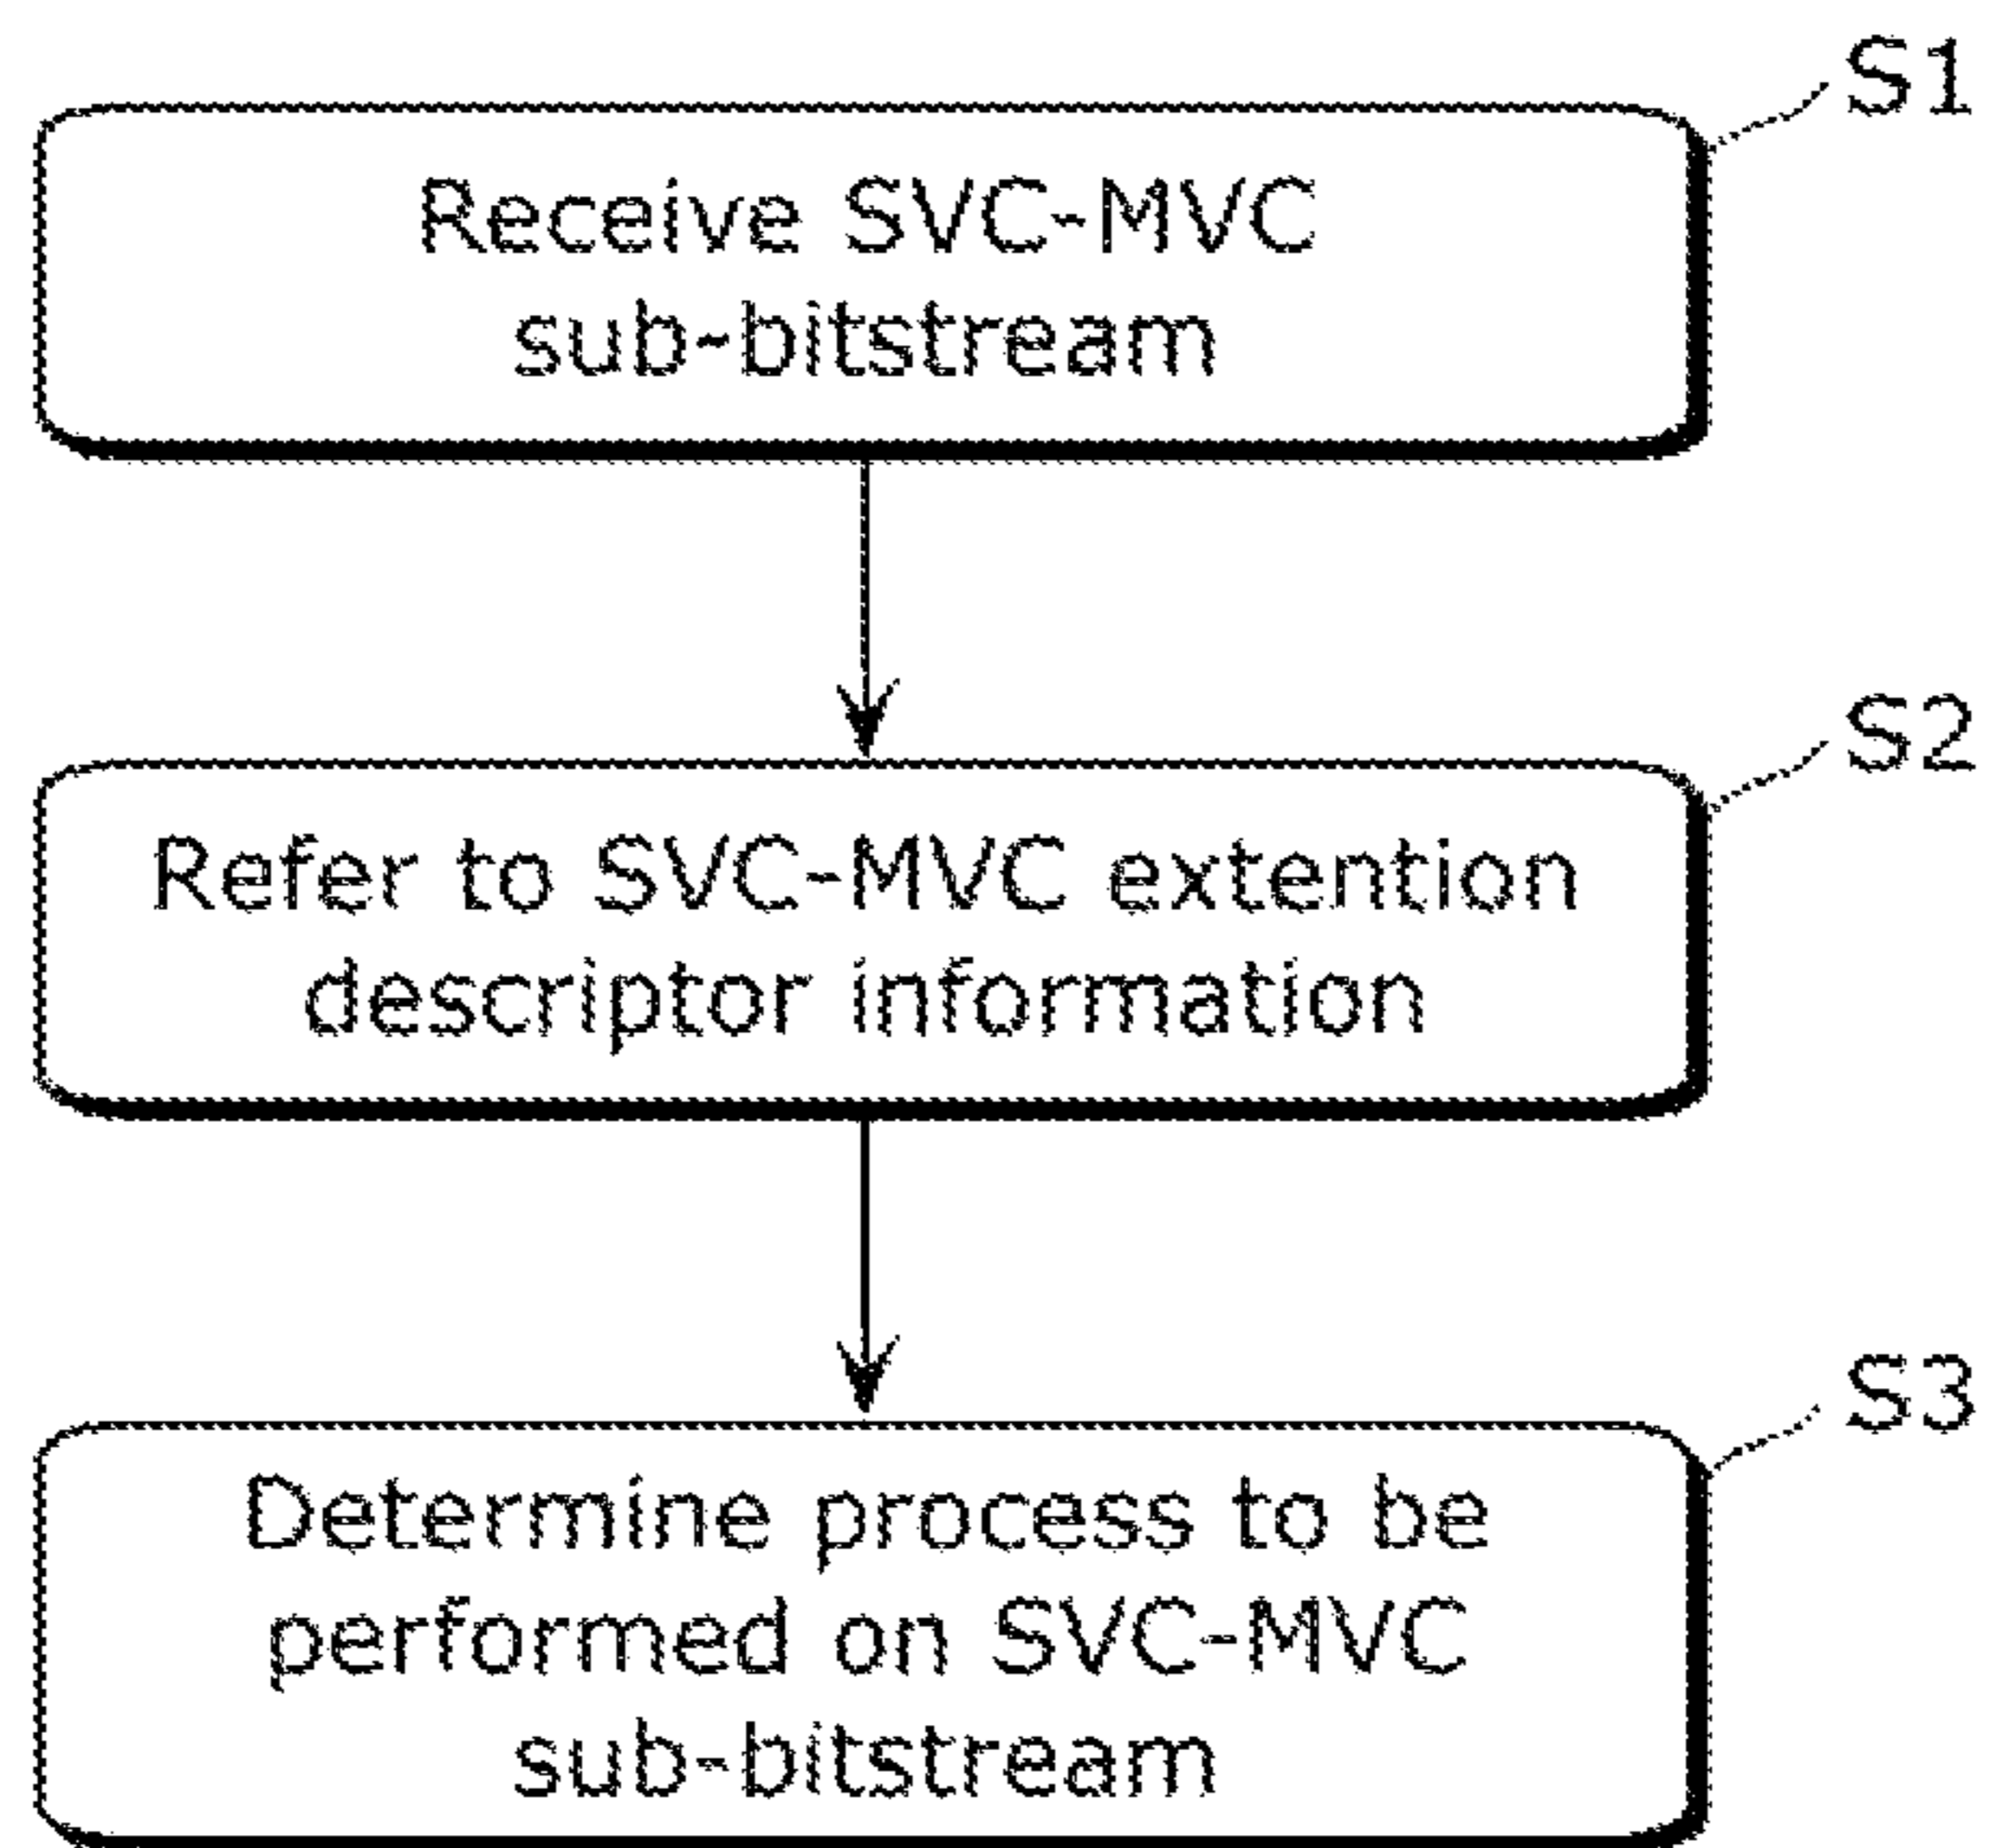 S1
Receive SVC-MVC
sub-bitstream
S2
Refer to SVC-MVC extention
descriptor information
S3
Determine process to be
performed on SVC-MVC
sub-bitstream